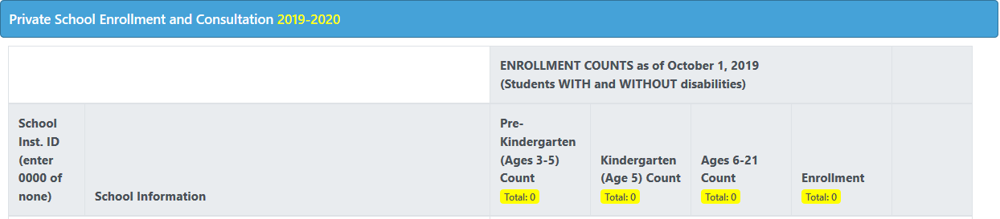 Private School Enrollment and Consultation 2019-2020
ENROLLMENT COUNTS as of October 1, 2019
(Students WITH and WITHOUT disabilities)
School
Inst. ID
(enter
0000 of
none)
School Information
Pre-
Kindergarten
(Ages 3-5)
Count
Total: 0
Kindergarten
(Age 5) Count
Total: 0
Ages 6-21
Count
Total: 0
Enrollment
Total: 0